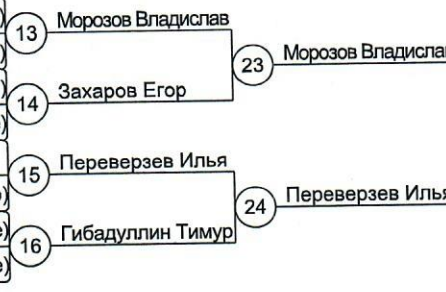 13
Морозов Владислав
23
Морозов Владислав
14
Захаров Егор
15
Переверзев Илья
24
Переверзев Илья
16
Гибадуллин Тимур